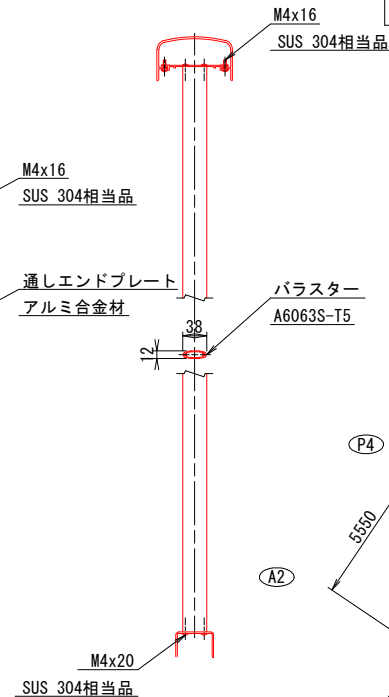 M4x16
SUS 304相当品
M4x16
SUS 304相当品
通しエンドプレート
アルミ合金材
バラスター
A6063S-T5
38
12
P4
5550
A2
M4x20
SUS 304相当品